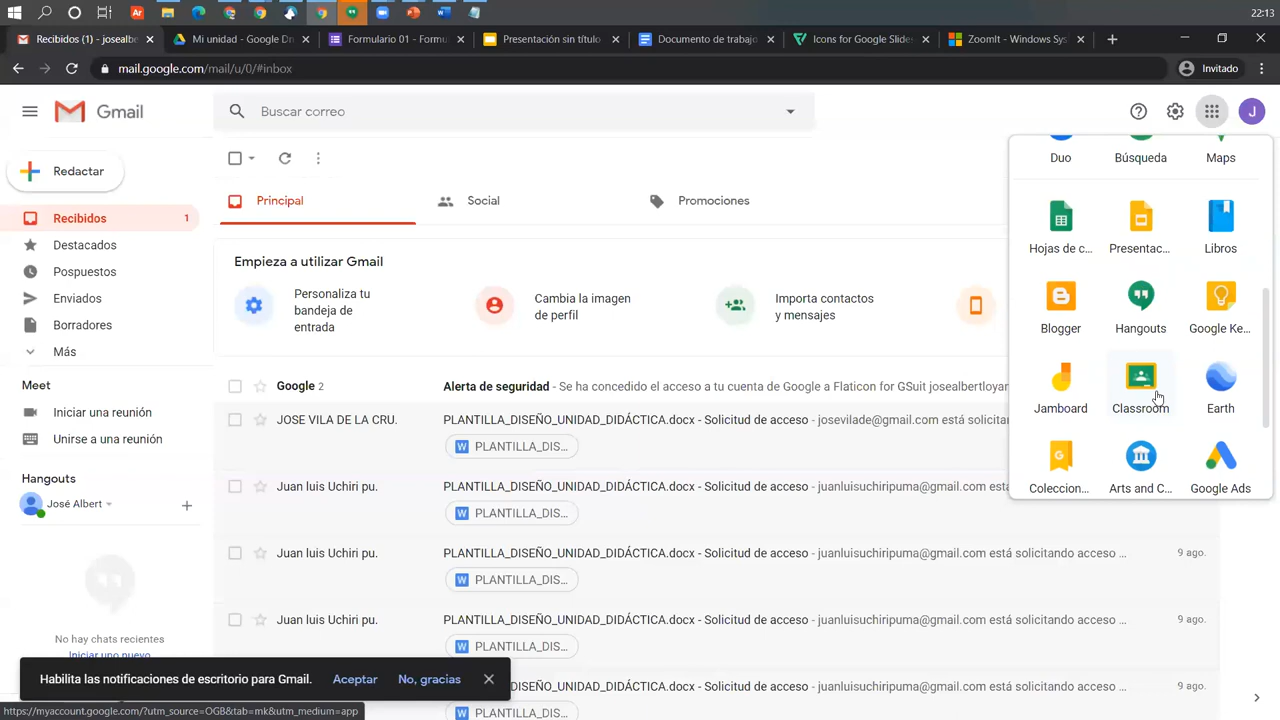 22:13
Recibidos (1) - josealbe
Mi unidad - Google Dr
Formulario 01 - Formu
Presentación sin título
Documento de trabajo
Icons for Google Slides
ZoomIt - Windows Sys
mail.google.com/mail/u/0/#inbox
Invitado
Gmail
Buscar correo
J
Redactar
Recibidos 1
Destacados
Pospuestos
Enviados
Borradores
Más
Meet
Iniciar una reunión
Unirse a una reunión
Hangouts
José Albert
No hay chats recientes
Iniciar uno nuevo
Principal
Social
Promociones
Empieza a utilizar Gmail
Personaliza tu
bandeja de
entrada
Cambia la imagen
de perfil
Importa contactos
y mensajes
Google 2 Alerta de seguridad - Se ha concedido el acceso a tu cuenta de Google a Flaticon for GSuit josealbertloyan
JOSE VILA DE LA CRU. PLANTILLA_DISEÑO_UNIDAD_DIDÁCTICA.docx - Solicitud de acceso - josevilade@gmail.com está solicitan
PLANTILLA_DIS...
Juan luis Uchiri pu. PLANTILLA_DISEÑO_UNIDAD_DIDÁCTICA.docx - Solicitud de acceso - juanluisuchiripuma@gmail.com es
PLANTILLA_DIS...
Juan luis Uchiri pu. PLANTILLA_DISEÑO_UNIDAD_DIDÁCTICA.docx - Solicitud de acceso - juanluisuchiripuma@gmail.com está solicitando acceso ... 9 ago.
PLANTILLA_DIS...
Juan luis Uchiri pu. PLANTILLA_DISEÑO_UNIDAD_DIDÁCTICA.docx - Solicitud de acceso - juanluisuchiripuma@gmail.com está solicitando acceso ... 9 ago.
PLANTILLA_DIS...
_DISEÑO_UNIDAD_DIDÁCTICA.docx - Solicitud de acceso - juanluisuchiripuma@gmail.com está solicitando acceso ... 9 ago.
PLANTILLA_DIS...
Duo
Búsqueda
Maps
Hojas de c...
Presentac...
Libros
Blogger
Hangouts
Google Ke...
Jamboard
Classroom
Earth
Coleccion...
Arts and C...
Google Ads
Habilita las notificaciones de escritorio para Gmail. Aceptar No, gracias
https://myaccount.google.com/?utm_source=OGB&tab=mk&utm_medium=app